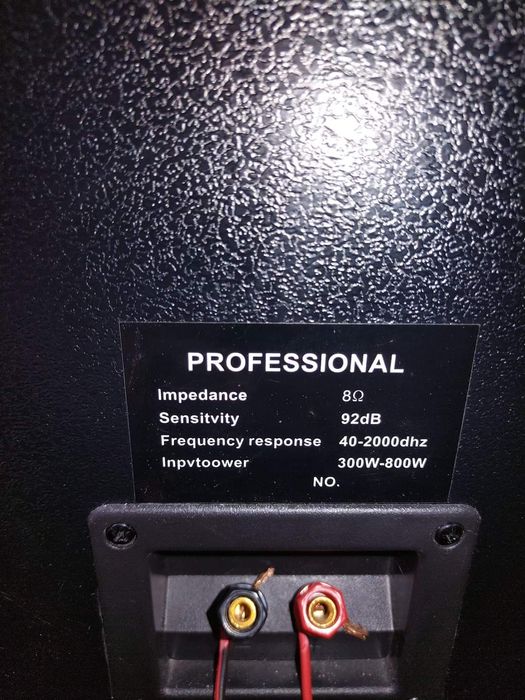 PROFESSIONAL
Impedance 8Ω
Sensitvity 92dB
Frequency response 40-2000dhz
Inpvtoower 300W-800W
NO.